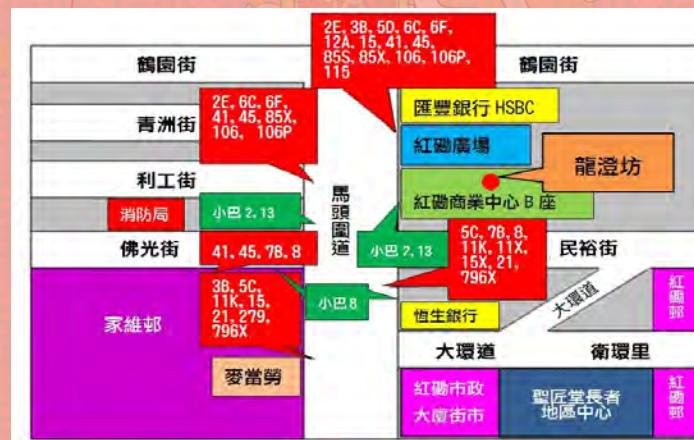 2E, 3B, 5D, 6C, 6F,
12A, 15, 41, 45,
85S, 85X, 106, 106P,
115
鶴園街
鶴園街
2E, 6C, 6F,
41, 45, 85X,
106, 106P
匯豐銀行 HSBC
青洲街
紅磡廣場
馬頭圍道
龍澄坊
利工街
紅磡商業中心 B 座
消防局
小巴 2, 13
佛光街
41, 45, 7B, 8
小巴 2, 13
5C, 7B, 8,
11K, 11X,
15X, 21,
796X
民裕街
3B, 5C,
11K, 15,
21, 279,
796X
小巴 8
大環道
紅磡邨
家維邨
恆生銀行
大環道
衛環里
麥當勞
紅磡市政
大廈街市
聖匠堂長者
地區中心
紅磡邨